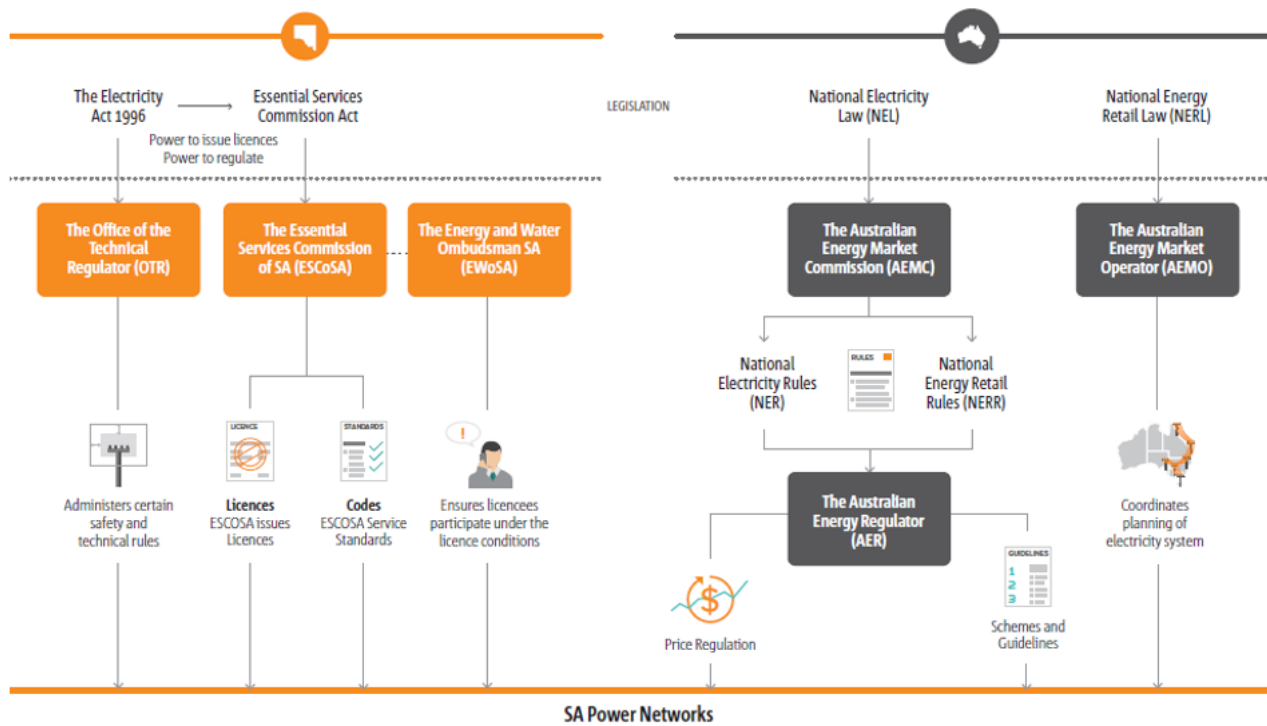 The Electricity
Act 1996
Essential Services
Commission Act
Power to issue licences
Power to regulate
LEGISLATION
National Electricity
Law (NEL)
National Energy
Retail Law (NERL)
The Office of the
Technical
Regulator (OTR)
The Essential
Services Commission
of SA (ESCoSA)
The Energy and Water
Ombudsman SA
(EWoSA)
The Australian
Energy Market
Commission (AEMC)
The Australian
Energy Market
Operator (AEMO)
National
Electricity Rules
(NER)
RULES
National
Energy Retail
Rules (NERR)
LICENCE
STANDARDS
!
Administers certain
safety and
technical rules
Licences
ESCOSA issues
Licences
Codes
ESCOSA Service
Standards
Ensures licencees
participate under the
licence conditions
The Australian
Energy Regulator
(AER)
Coordinates
planning of
electricity system
$
Price Regulation
GUIDELINES
1
2
3
Schemes and
Guidelines
SA Power Networks